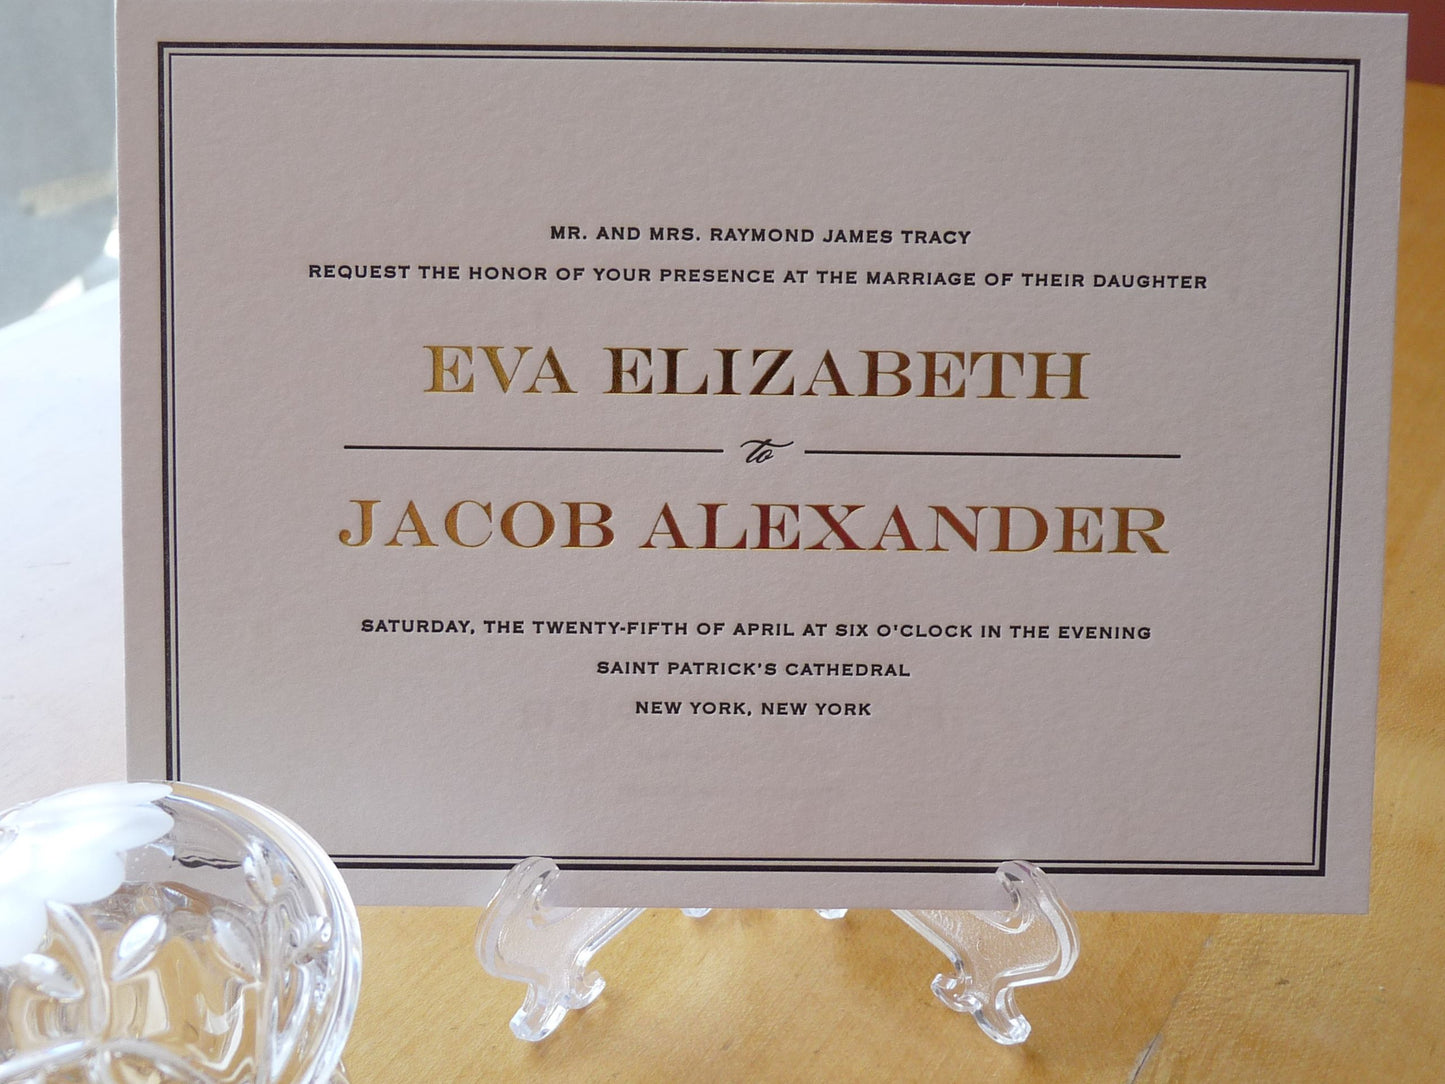 MR. AND MRS. RAYMOND JAMES TRACY
REQUEST THE HONOR OF YOUR PRESENCE AT THE MARRIAGE OF THEIR DAUGHTER
EVA ELIZABETH
to
JACOB ALEXANDER
SATURDAY, THE TWENTY-FIFTH OF APRIL AT SIX O'CLOCK IN THE EVENING
SAINT PATRICK'S CATHEDRAL
NEW YORK, NEW YORK